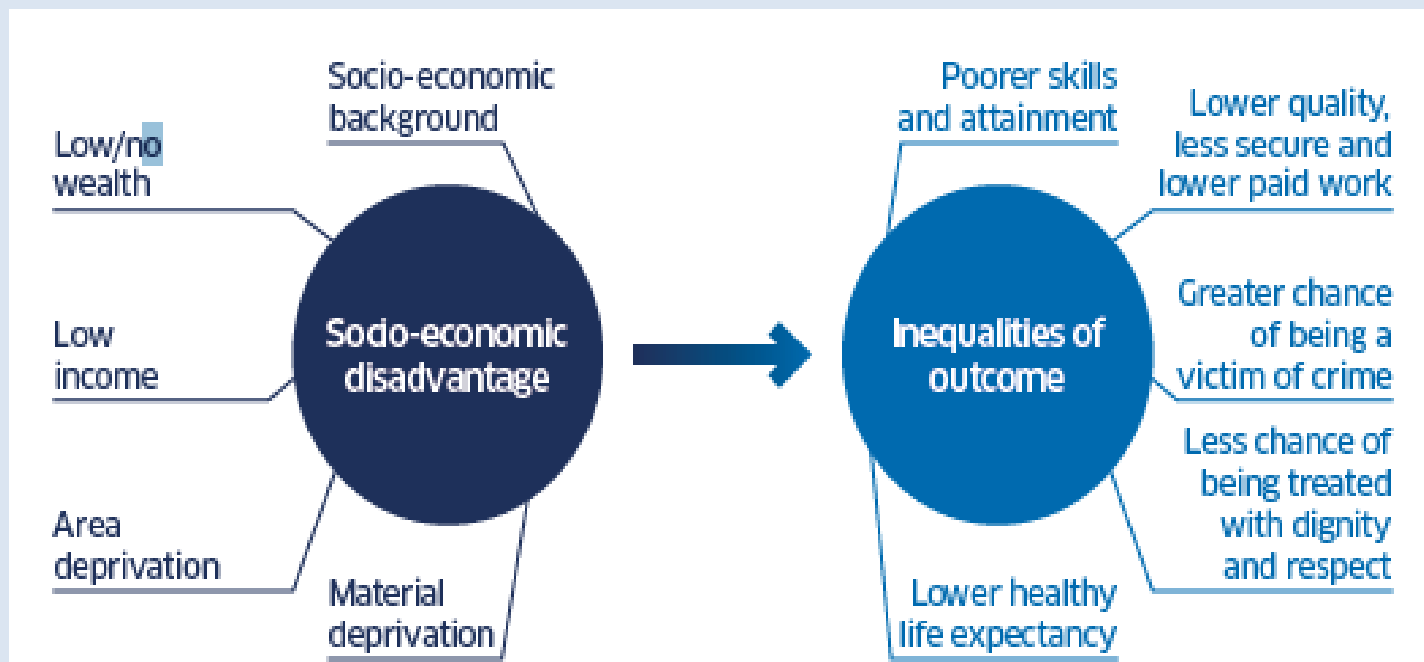 Socio-economic
background
Low/no
wealth
Low
income
Area
deprivation
Material
deprivation
Socio-economic
disadvantage
Inequalities of
outcome
Poorer skills
and attainment
Lower quality,
less secure and
lower paid work
Greater chance
of being a
victim of crime
Less chance of
being treated
with dignity
and respect
Lower healthy
life expectancy